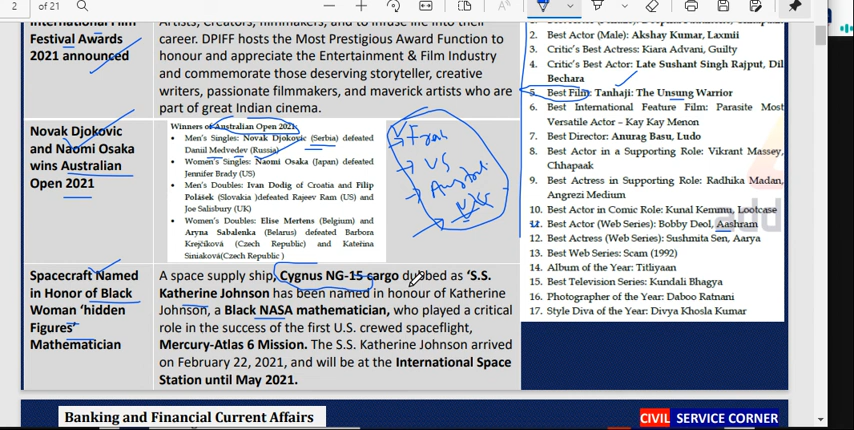 2 of 21
International Film
Festival Awards
2021 announced
Artists, Creators, filmmakers, and to infuse life into their
career. DPIFF hosts the Most Prestigious Award Function to
honour and appreciate the Entertainment & Film Industry
and commemorate those deserving storyteller, creative
writers, passionate filmmakers, and maverick artists who are
part of great Indian cinema.
Novak Djokovic
and Naomi Osaka
wins Australian
Open 2021
Winners of Australian Open 2021
• Men's Singles: Novak Djokovic (Serbia) defeated
Daniil Medvedev (Russia)
• Women's Singles: Naomi Osaka (Japan) defeated
Jennifer Brady (US)
• Men's Doubles: Ivan Dodig of Croatia and Filip
Polášek (Slovakia )defeated Rajeev Ram (US) and
Joe Salisbury (UK)
• Women's Doubles: Elise Mertens (Belgium) and
Aryna Sabalenka (Belarus) defeated Barbora
Krejčíková (Czech Republic) and Kateřina
Siniaková(Czech Republic )
US
Spacecraft Named
in Honor of Black
Woman 'hidden
Figures'
Mathematician
A space supply ship, Cygnus NG-15 cargo dubbed as 'S.S.
Katherine Johnson has been named in honour of Katherine
Johnson, a Black NASA mathematician, who played a critical
role in the success of the first U.S. crewed spaceflight,
Mercury-Atlas 6 Mission. The S.S. Katherine Johnson arrived
on February 22, 2021, and will be at the International Space
Station until May 2021.
2. Best Actor (Male): Akshay Kumar, Laxmii
3. Critic's Best Actress: Kiara Advani, Guilty
4. Critic's Best Actor: Late Sushant Singh Rajput, Dil
Bechara
5. Best Film: Tanhaji: The Unsung Warrior
6. Best International Feature Film: Parasite Most
Versatile Actor - Kay Kay Menon
7. Best Director: Anurag Basu, Ludo
8. Best Actor in a Supporting Role: Vikrant Massey,
Chhapaak
9. Best Actress in Supporting Role: Radhika Madan,
Angrezi Medium
10. Best Actor in Comic Role: Kunal Kemmu, Lootcase
11. Best Actor (Web Series): Bobby Deol, Aashram
12. Best Actress (Web Series): Sushmita Sen, Aarya
13. Best Web Series: Scam (1992)
14. Album of the Year: Titliyaan
15. Best Television Series: Kundali Bhagya
16. Photographer of the Year: Daboo Ratnani
17. Style Diva of the Year: Divya Khosla Kumar
Banking and Financial Current Affairs
CIVIL SERVICE CORNER